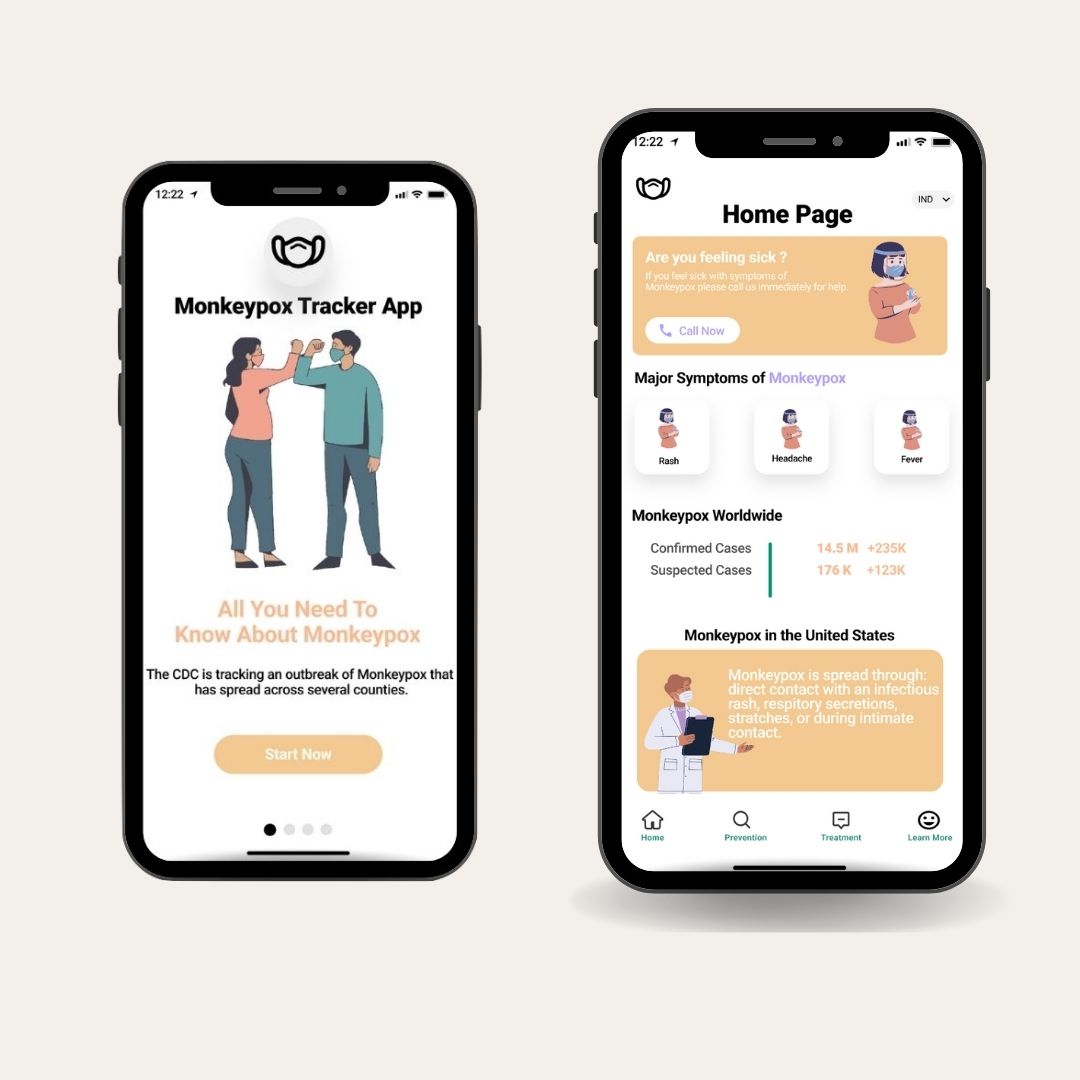 12:22
Monkeypox Tracker App
All You Need To
Know About Monkeypox
The CDC is tracking an outbreak of Monkeypox that
has spread across several counties.
Start Now
12:22
IND
Home Page
Are you feeling sick ?
If you feel sick with symptoms of
Monkeypox please call us immediately for help.
Call Now
Major Symptoms of Monkeypox
Rash
Headache
Fever
Monkeypox Worldwide
Confirmed Cases 14.5 M +235K
Suspected Cases 176 K +123K
Monkeypox in the United States
Monkeypox is spread through:
direct contact with an infectious
rash, respitory secretions,
stratches, or during intimate
contact.
Home Prevention Treatment Learn More